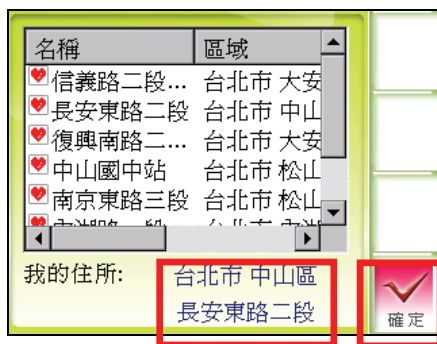 名稱 區域
信義路二段... 台北市 大安
長安東路二段 台北市 中山
復興南路二... 台北市 大安
中山國中站 台北市 松山
南京東路三段 台北市 松山
我的住所: 台北市 中山區
長安東路二段
確定